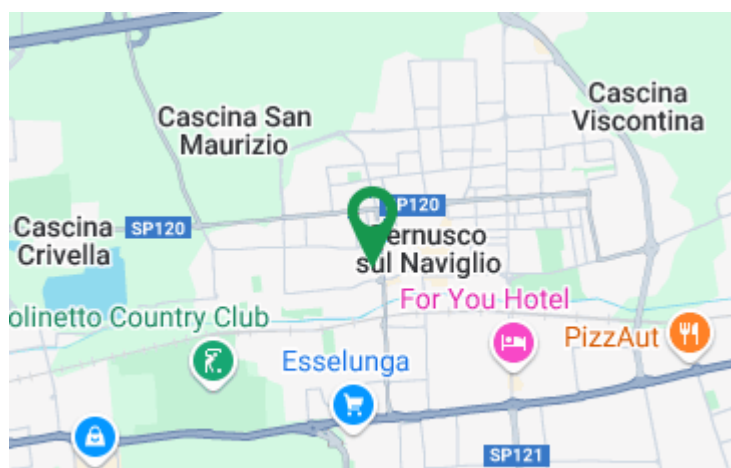 Cascina San
Maurizio
Cascina
Viscontina
SP120
Cascina
Crivella
SP120
ernusco
sul Naviglio
For You Hotel
olinetto Country Club
PizzAut
Esselunga
SP121